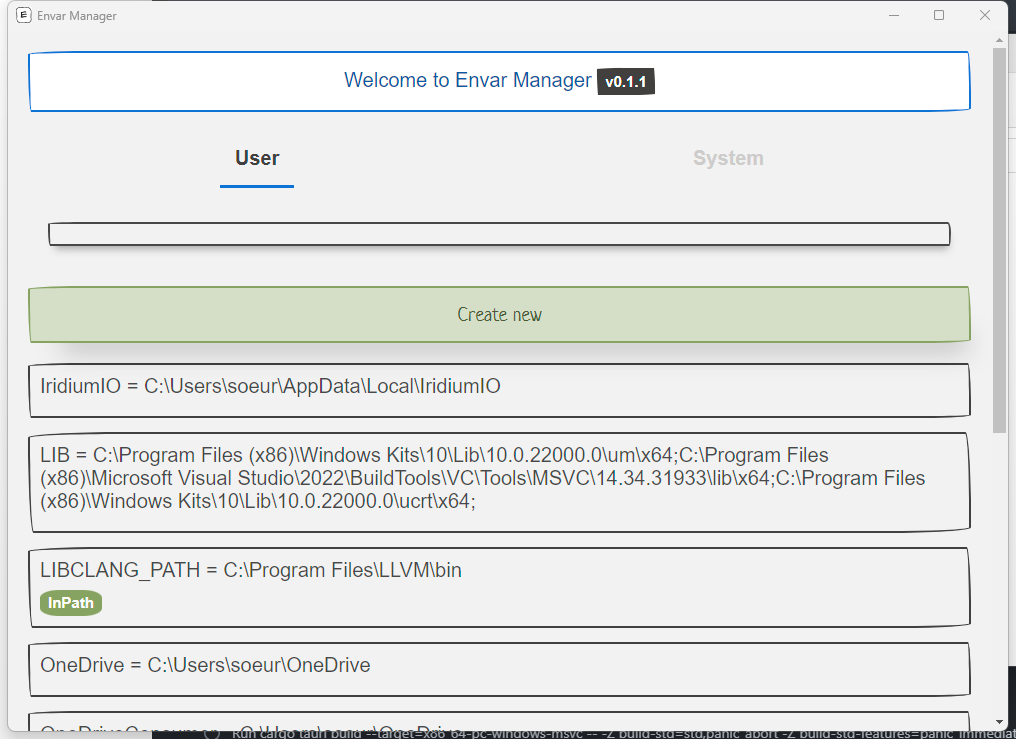 E Envar Manager
Welcome to Envar Manager v0.1.1
User System
Create new
IridiumIO = C:\Users\soeur\AppData\Local\IridiumIO
LIB = C:\Program Files (x86)\Windows Kits\10\Lib\10.0.22000.0\um\x64;C:\Program Files
(x86)\Microsoft Visual Studio\2022\BuildTools\VC\Tools\MSVC\14.34.31933\lib\x64;C:\Program Files
(x86)\Windows Kits\10\Lib\10.0.22000.0\ucrt\x64;
LIBCLANG_PATH = C:\Program Files\LLVM\bin
InPath
OneDrive = C:\Users\soeur\OneDrive
Run cargo tauri build --target=x86_64-pc-windows-msvc -- -Z build-std=std,panic_abort -Z build-std-features=panic_immediat